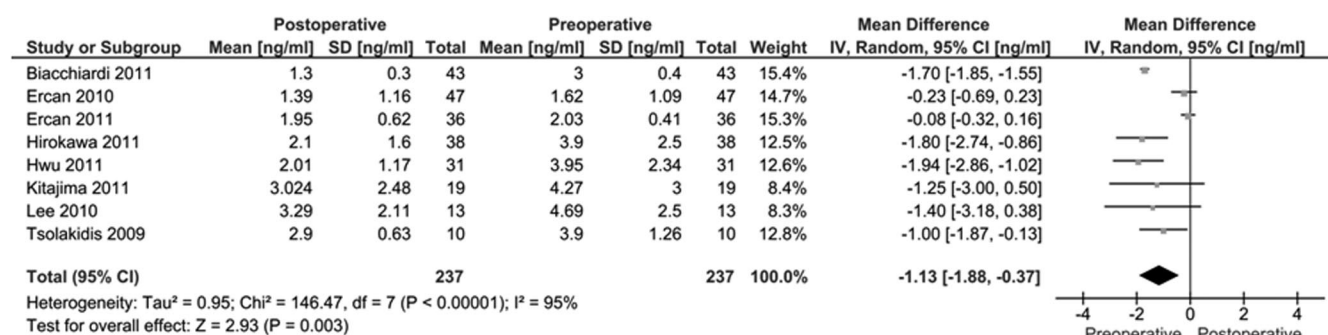 Postoperative Preoperative Mean Difference Mean Difference
Study or Subgroup Mean [ng/ml] SD [ng/ml] Total Mean [ng/ml] SD [ng/ml] Total Weight IV, Random, 95% CI [ng/ml] IV, Random, 95% CI [ng/ml]
Biacchiardi 2011 1.3 0.3 43 3 0.4 43 15.4% -1.70 [-1.85, -1.55]
Ercan 2010 1.39 1.16 47 1.62 1.09 47 14.7% -0.23 [-0.69, 0.23]
Ercan 2011 1.95 0.62 36 2.03 0.41 36 15.3% -0.08 [-0.32, 0.16]
Hirokawa 2011 2.1 1.6 38 3.9 2.5 38 12.5% -1.80 [-2.74, -0.86]
Hwu 2011 2.01 1.17 31 3.95 2.34 31 12.6% -1.94 [-2.86, -1.02]
Kitajima 2011 3.024 2.48 19 4.27 3 19 8.4% -1.25 [-3.00, 0.50]
Lee 2010 3.29 2.11 13 4.69 2.5 13 8.3% -1.40 [-3.18, 0.38]
Tsolakidis 2009 2.9 0.63 10 3.9 1.26 10 12.8% -1.00 [-1.87, -0.13]
Total (95% CI) 237 237 100.0% -1.13 [-1.88, -0.37]
Heterogeneity: Tau² = 0.95; Chi² = 146.47, df = 7 (P < 0.00001); I² = 95%
Test for overall effect: Z = 2.93 (P = 0.003)
-4 -2 0 2 4
Preoperative Postoperative